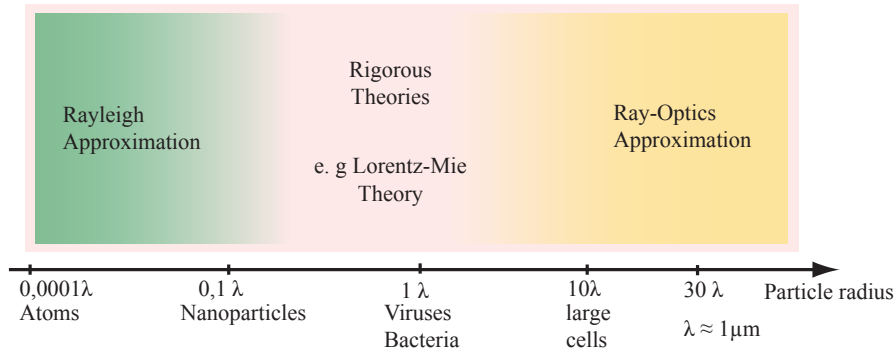 Rayleigh
Approximation
Rigorous
Theories
e. g Lorentz-Mie
Theory
Ray-Optics
Approximation
0,0001λ
Atoms
0,1 λ
Nanoparticles
1 λ
Viruses
Bacteria
10λ
large
cells
30 λ
λ ≈ 1μm
Particle radius